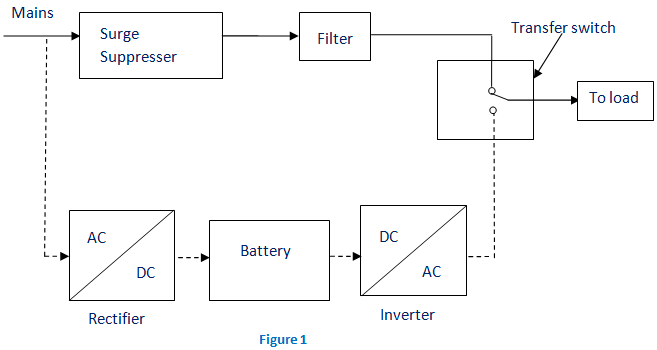 Mains
Surge
Suppresser
Filter
Transfer switch
To load
AC
DC
Rectifier
Battery
DC
AC
Inverter
Figure 1